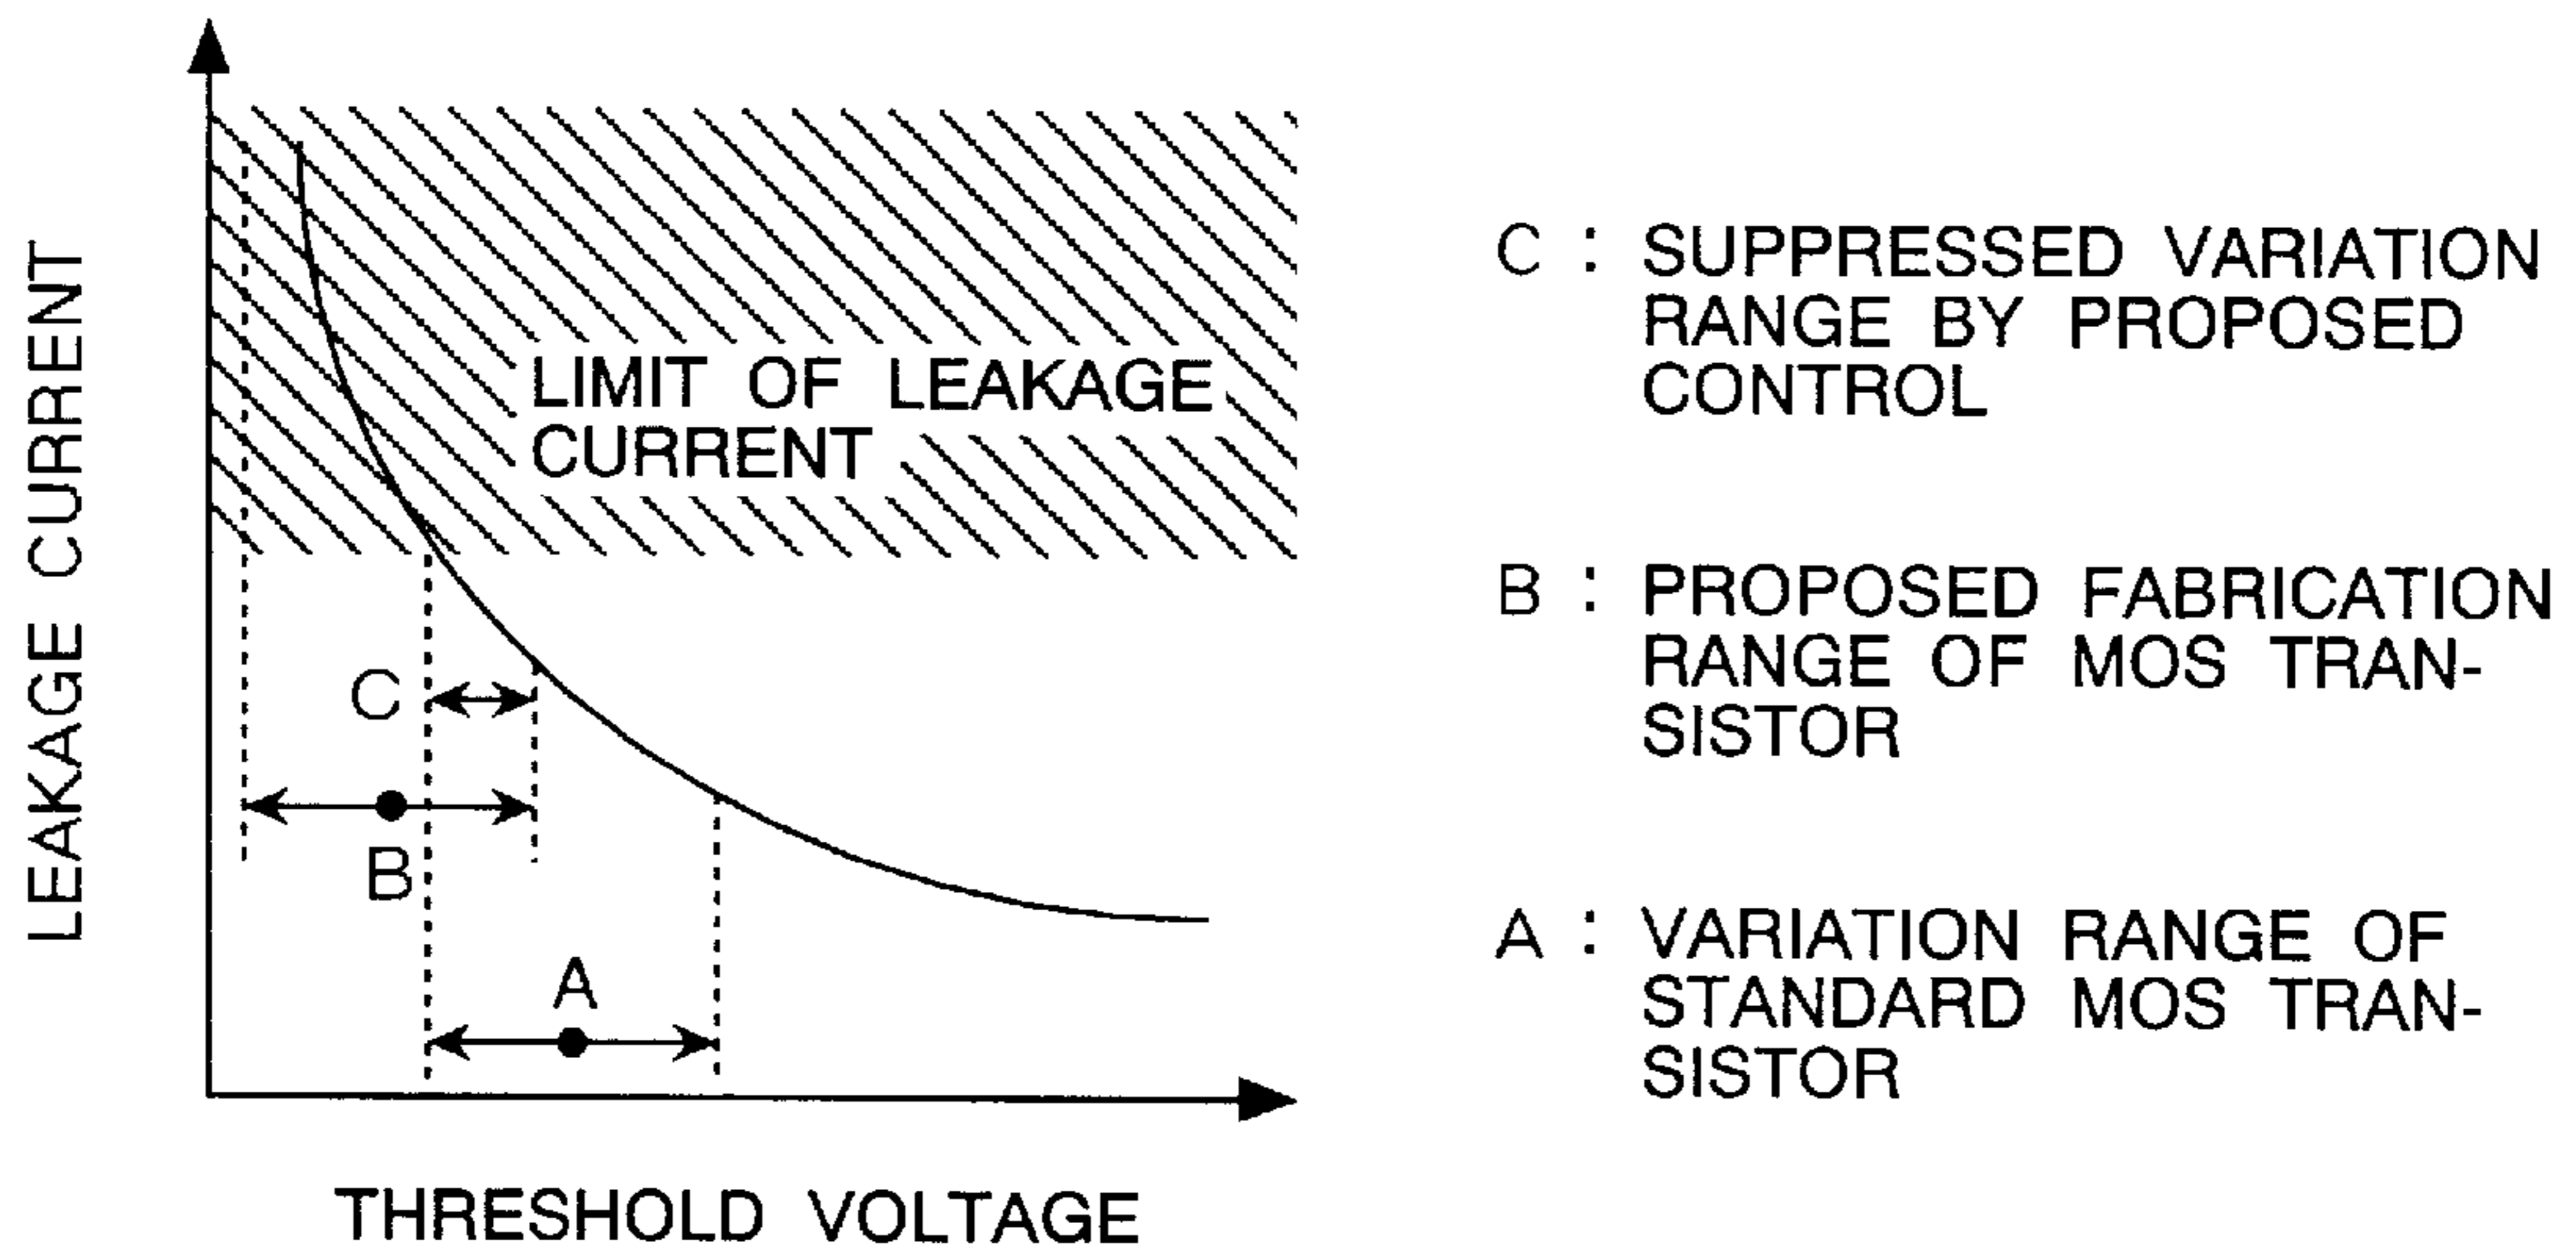 LEAKAGE CURRENT
LIMIT OF LEAKAGE
CURRENT
C
B
A
THRESHOLD VOLTAGE
C : SUPPRESSED VARIATION
RANGE BY PROPOSED
CONTROL
B : PROPOSED FABRICATION
RANGE OF MOS TRAN-
SISTOR
A : VARIATION RANGE OF
STANDARD MOS TRAN-
SISTOR